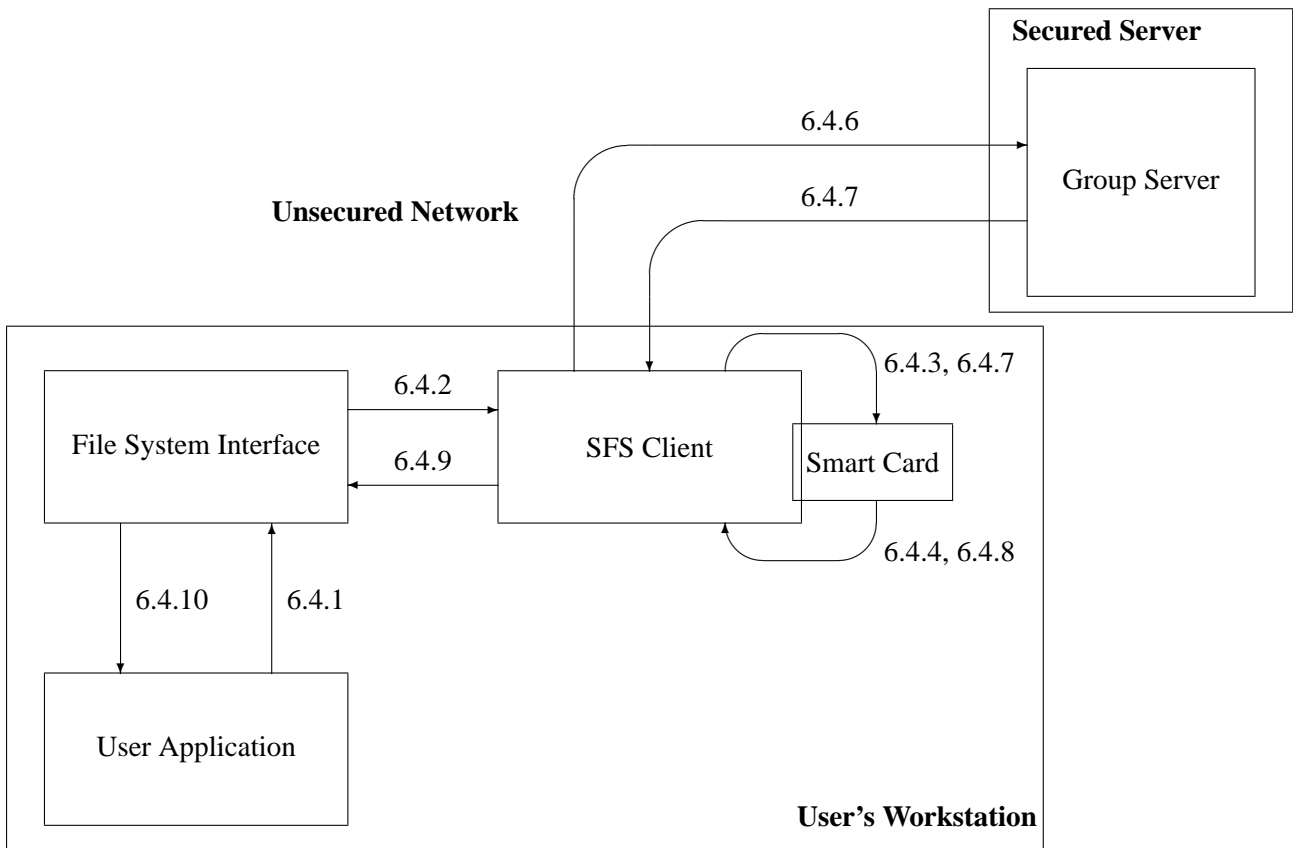 Secured Server
6.4.6
Group Server
6.4.7
Unsecured Network
6.4.3, 6.4.7
6.4.2
File System Interface
SFS Client
Smart Card
6.4.9
6.4.4, 6.4.8
6.4.10
6.4.1
User Application
User's Workstation